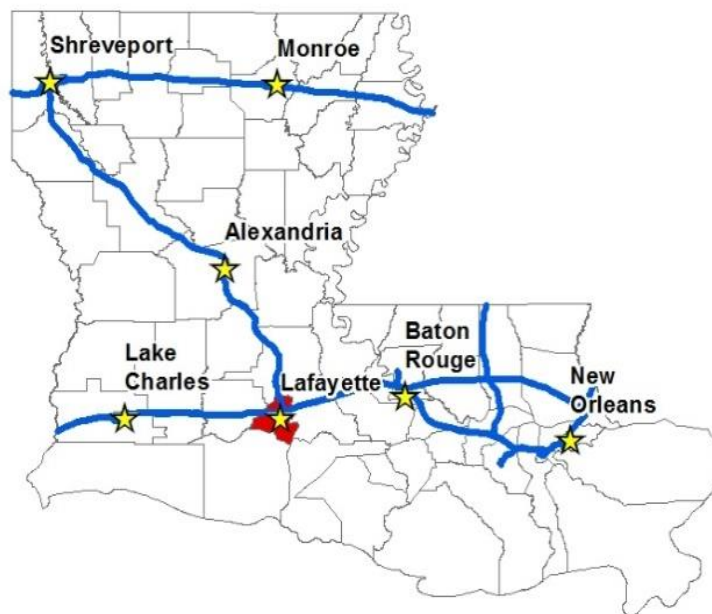 Shreveport
Monroe
Alexandria
Lake
Charles
Lafayette
Baton
Rouge
New
Orleans